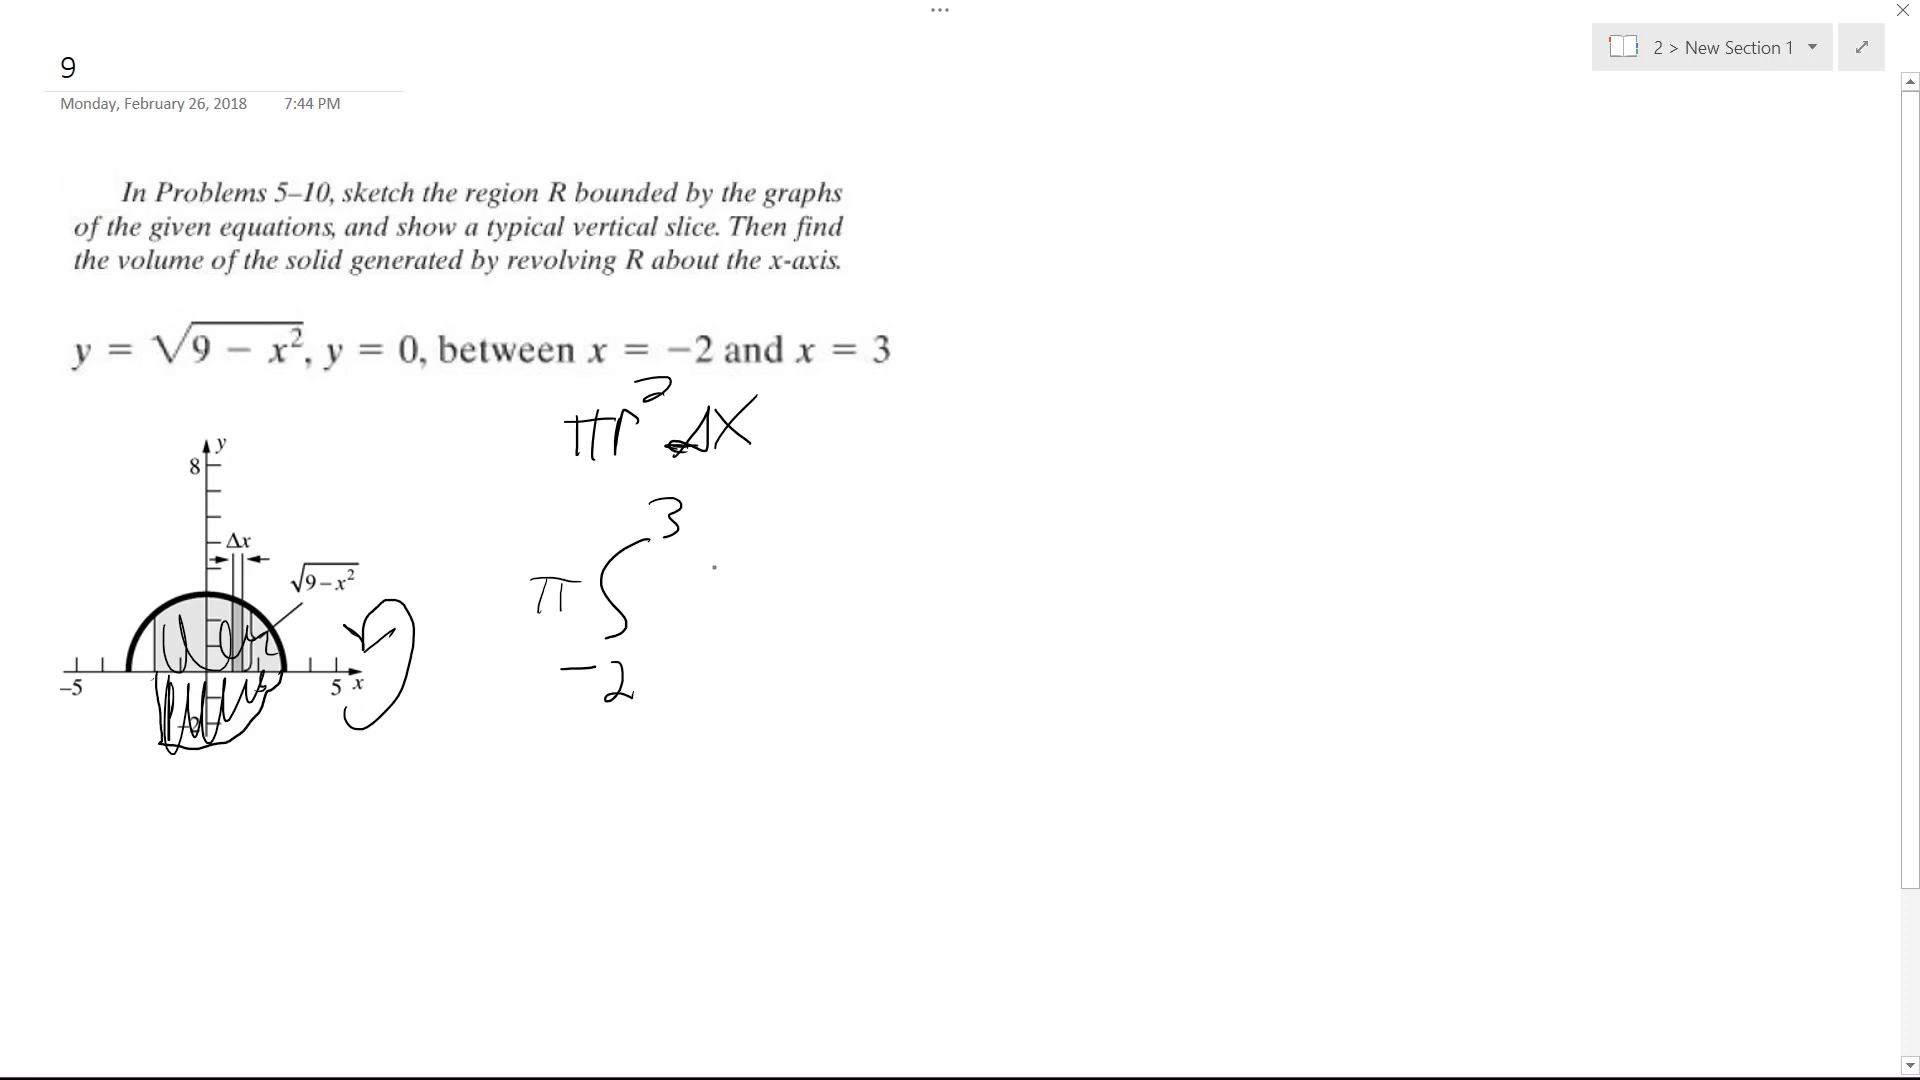 2 > New Section 1
9
Monday, February 26, 2018 7:44 PM
In Problems 5–10, sketch the region R bounded by the graphs
of the given equations, and show a typical vertical slice. Then find
the volume of the solid generated by revolving R about the x-axis.
y = √9 − x², y = 0, between x = −2 and x = 3
πr² ΔX
y
8
Δx
√9−x²
−5
5 x
3
π ∫
−2